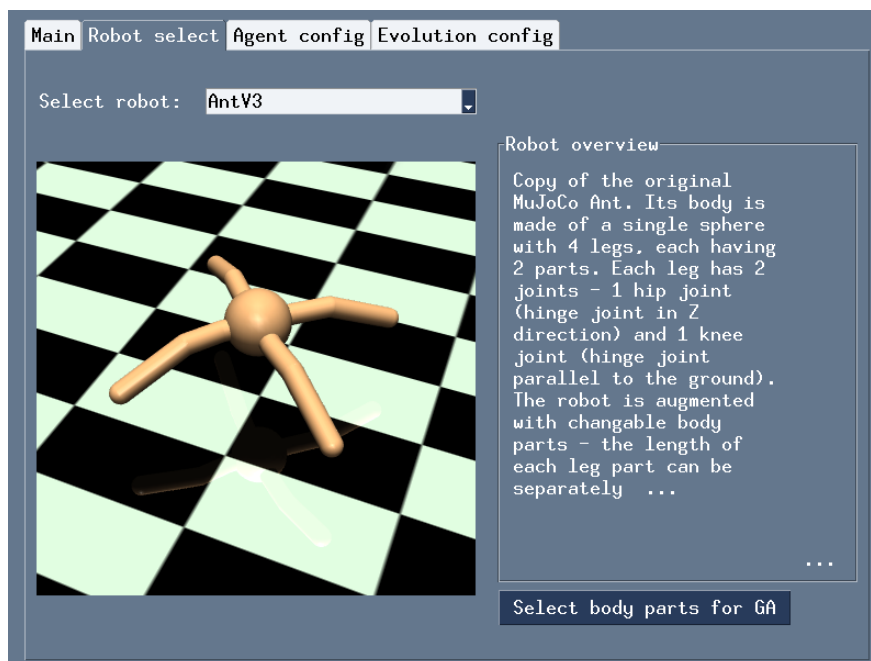 Main Robot select Agent config Evolution config
Select robot: AntV3
Robot overview
Copy of the original
MuJoCo Ant. Its body is
made of a single sphere
with 4 legs, each having
2 parts. Each leg has 2
joints - 1 hip joint
(hinge joint in Z
direction) and 1 knee
joint (hinge joint
parallel to the ground).
The robot is augmented
with changable body
parts - the length of
each leg part can be
separately ...
...
Select body parts for GA